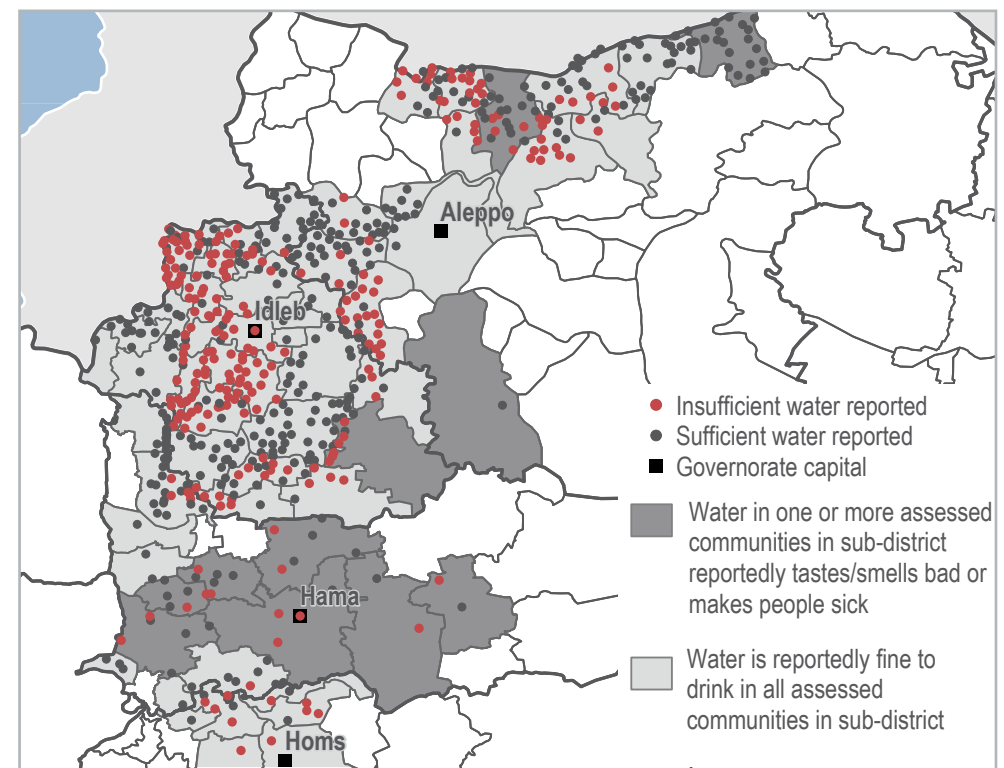 Aleppo
Idleb
Insufficient water reported
Sufficient water reported
Governorate capital
Water in one or more assessed
communities in sub-district
reportedly tastes/smells bad or
makes people sick
Hama
Water is reportedly fine to
drink in all assessed
communities in sub-district
Homs